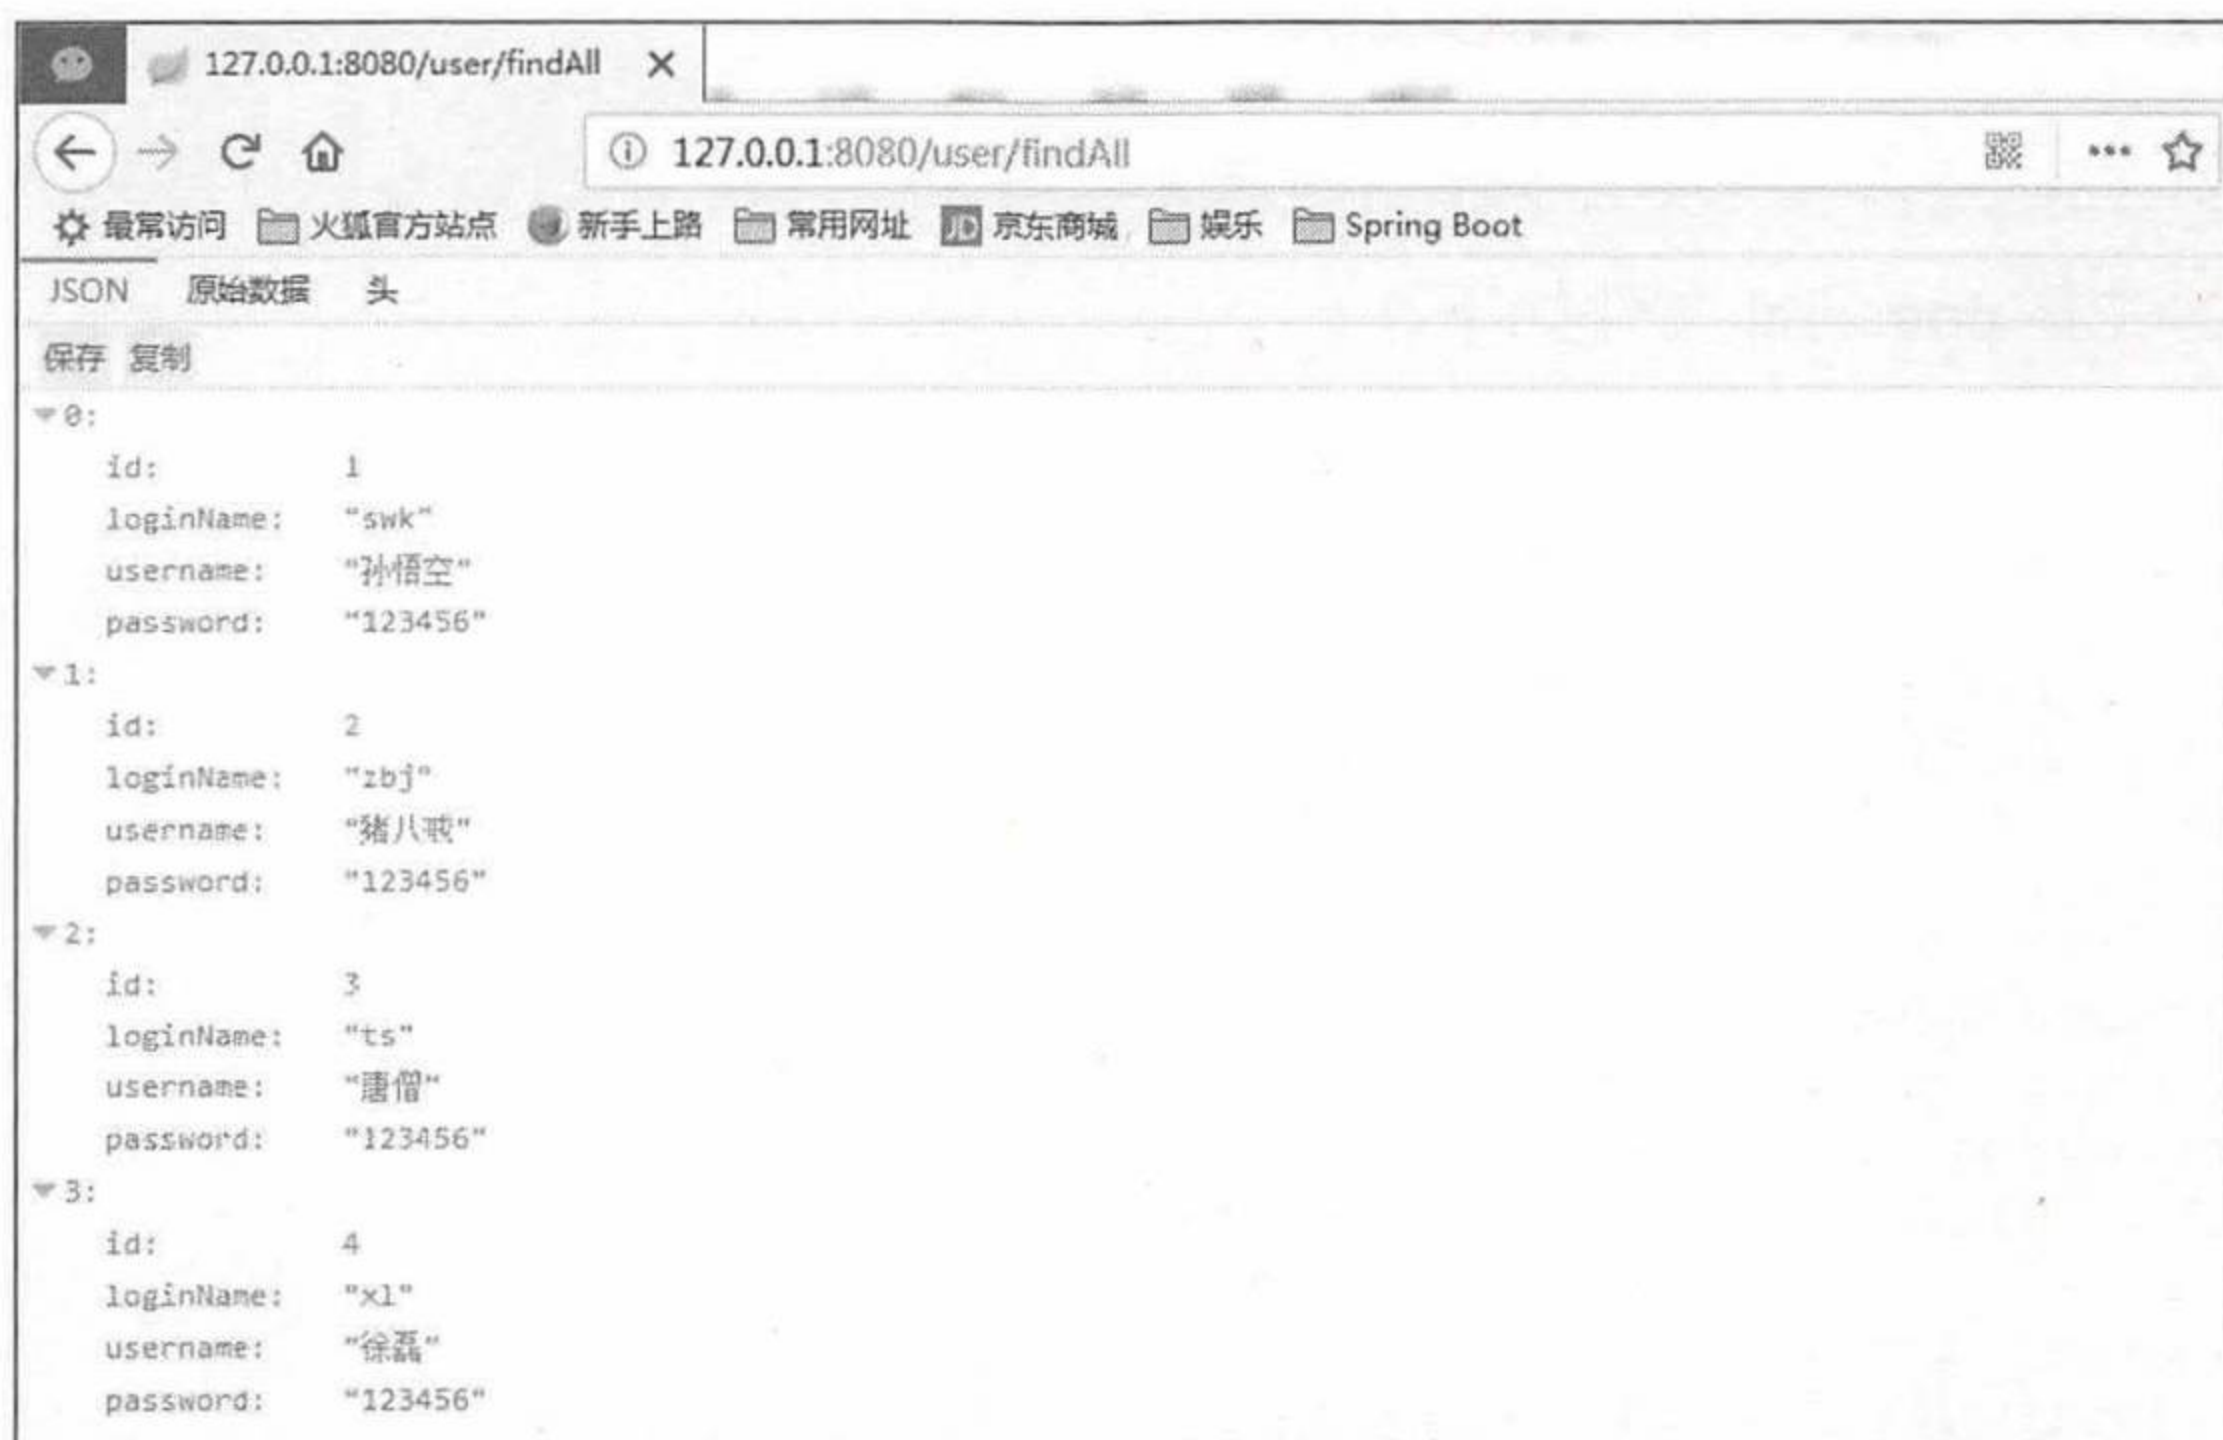 127.0.0.1:8080/user/findAll
127.0.0.1:8080/user/findAll
最常访问 火狐官方站点 新手上路 常用网址 JD 京东商城 娱乐 Spring Boot
JSON 原始数据 头
保存 复制
0:
id: 1
loginName: "swk"
username: "孙悟空"
password: "123456"
1:
id: 2
loginName: "zbj"
username: "猪八戒"
password: "123456"
2:
id: 3
loginName: "ts"
username: "唐僧"
password: "123456"
3:
id: 4
loginName: "xl"
username: "徐磊"
password: "123456"